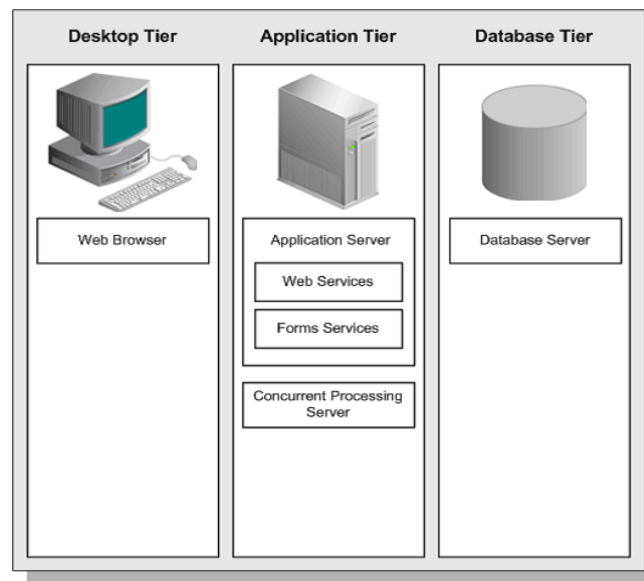 Desktop Tier
Application Tier
Database Tier
Web Browser
Application Server
Web Services
Forms Services
Concurrent Processing
Server
Database Server